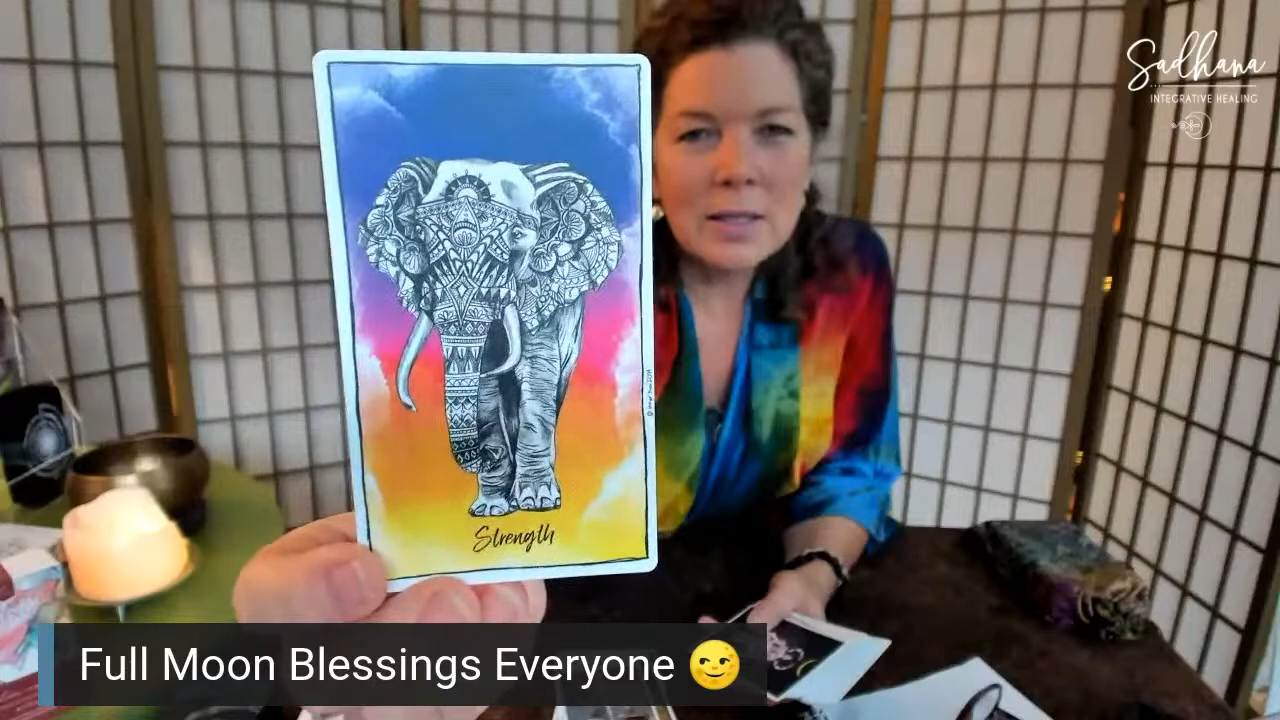 Sadhana
INTEGRATIVE HEALING
Strength
Full Moon Blessings Everyone 🌝